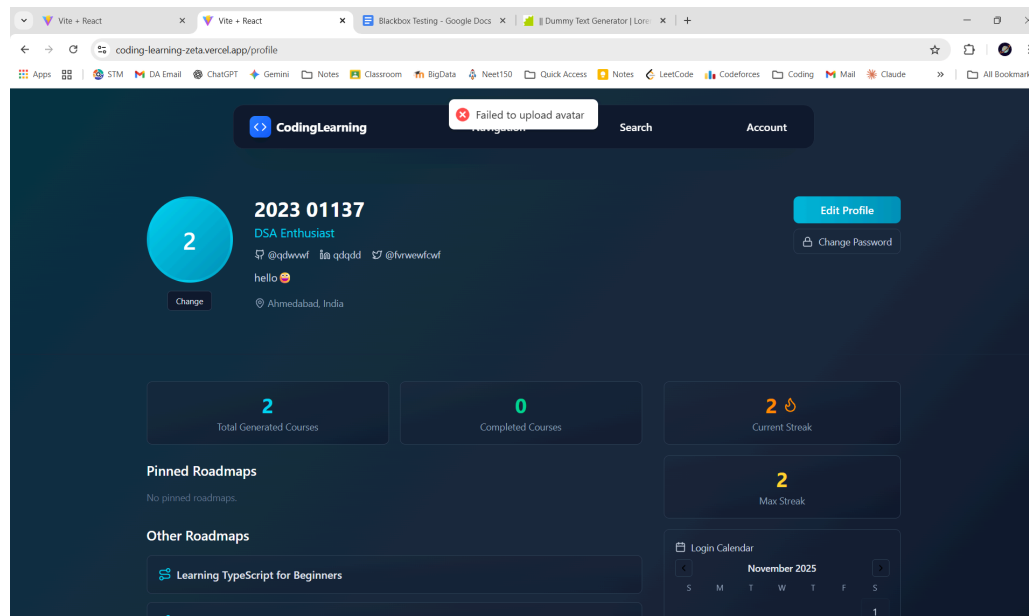 Vite + React
Vite + React
Blackbox Testing - Google Docs
|| Dummy Text Generator | Lore
coding-learning-zeta.vercel.app/profile
Apps STM DA Email ChatGPT Gemini Notes Classroom BigData Neet150 Quick Access Notes LeetCode Codeforces Coding Mail Claude » All Bookmark
Failed to upload avatar
CodingLearning Navigation Search Account
2
Change
2023 01137
DSA Enthusiast
@qdwvwf qdqdd @fvrwewfcwf
hello
Ahmedabad, India
Edit Profile
Change Password
2
Total Generated Courses
0
Completed Courses
2
Current Streak
Pinned Roadmaps
No pinned roadmaps.
2
Max Streak
Other Roadmaps
Learning TypeScript for Beginners
Login Calendar
November 2025
S M T W T F S
1